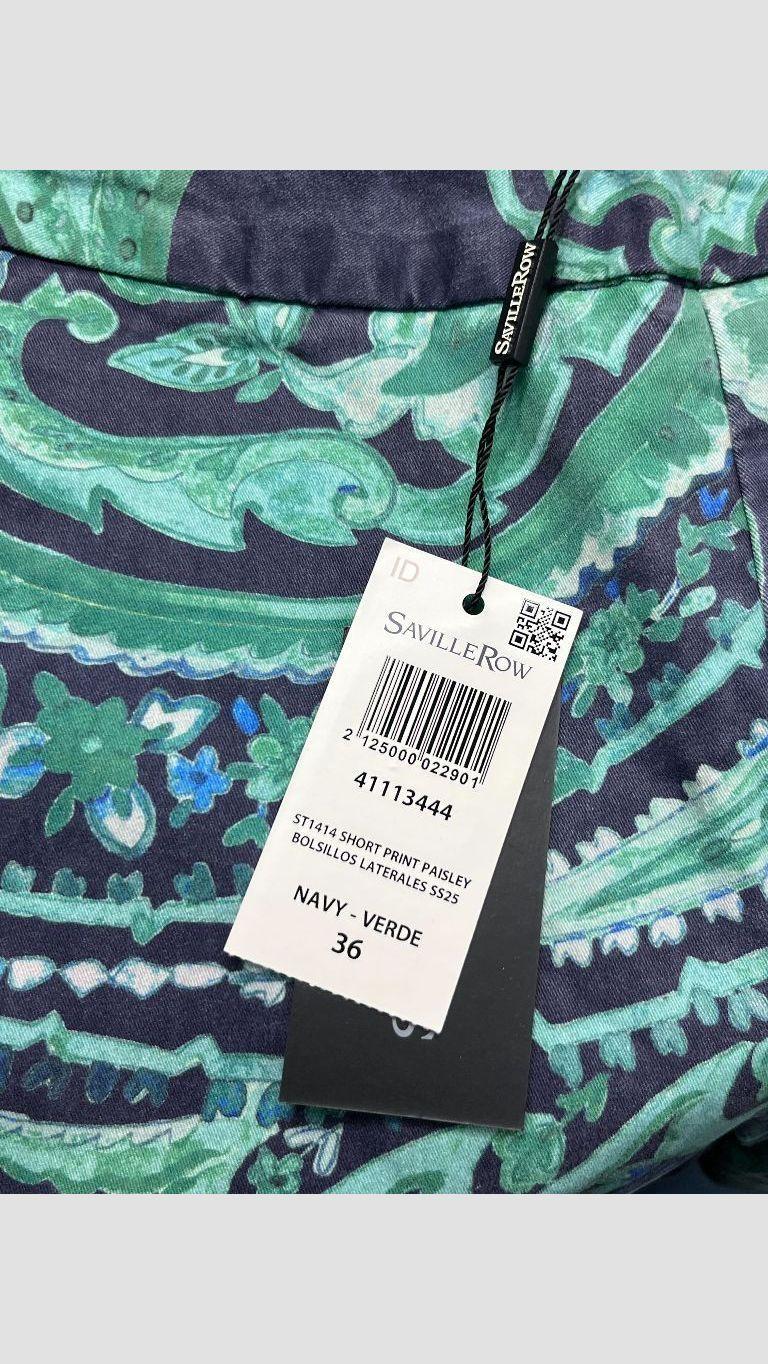 SAVILLEROW
ID
SAVILLEROW
2 125000 022901
41113444
ST1414 SHORT PRINT PAISLEY
BOLSILLOS LATERALES SS25
NAVY - VERDE
36